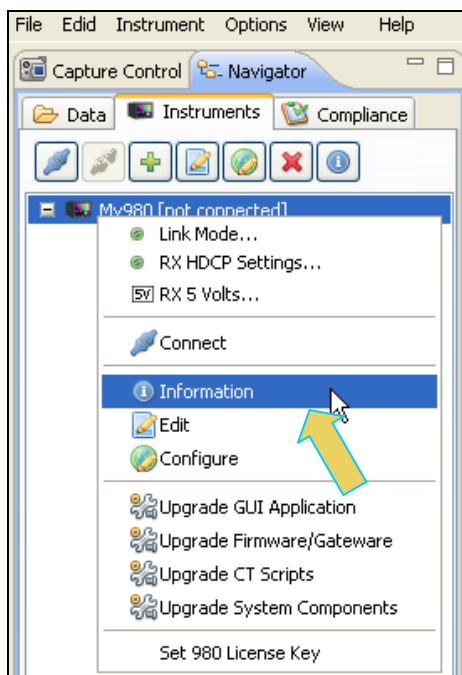 File Edid Instrument Options View Help
Capture Control Navigator
Data Instruments Compliance
My980 [not connected]
Link Mode...
RX HDCP Settings...
5V RX 5 Volts...
Connect
Information
Edit
Configure
Upgrade GUI Application
Upgrade Firmware/Gateware
Upgrade CT Scripts
Upgrade System Components
Set 980 License Key